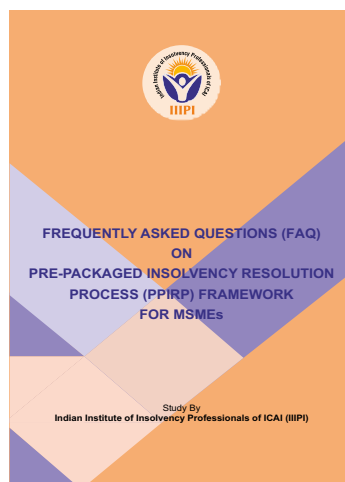 Indian Institute of Insolvency Professionals of ICAI
IIIPI
FREQUENTLY ASKED QUESTIONS (FAQ)
ON
PRE-PACKAGED INSOLVENCY RESOLUTION
PROCESS (PPIRP) FRAMEWORK
FOR MSMEs
Study By
Indian Institute of Insolvency Professionals of ICAI (IIIPI)